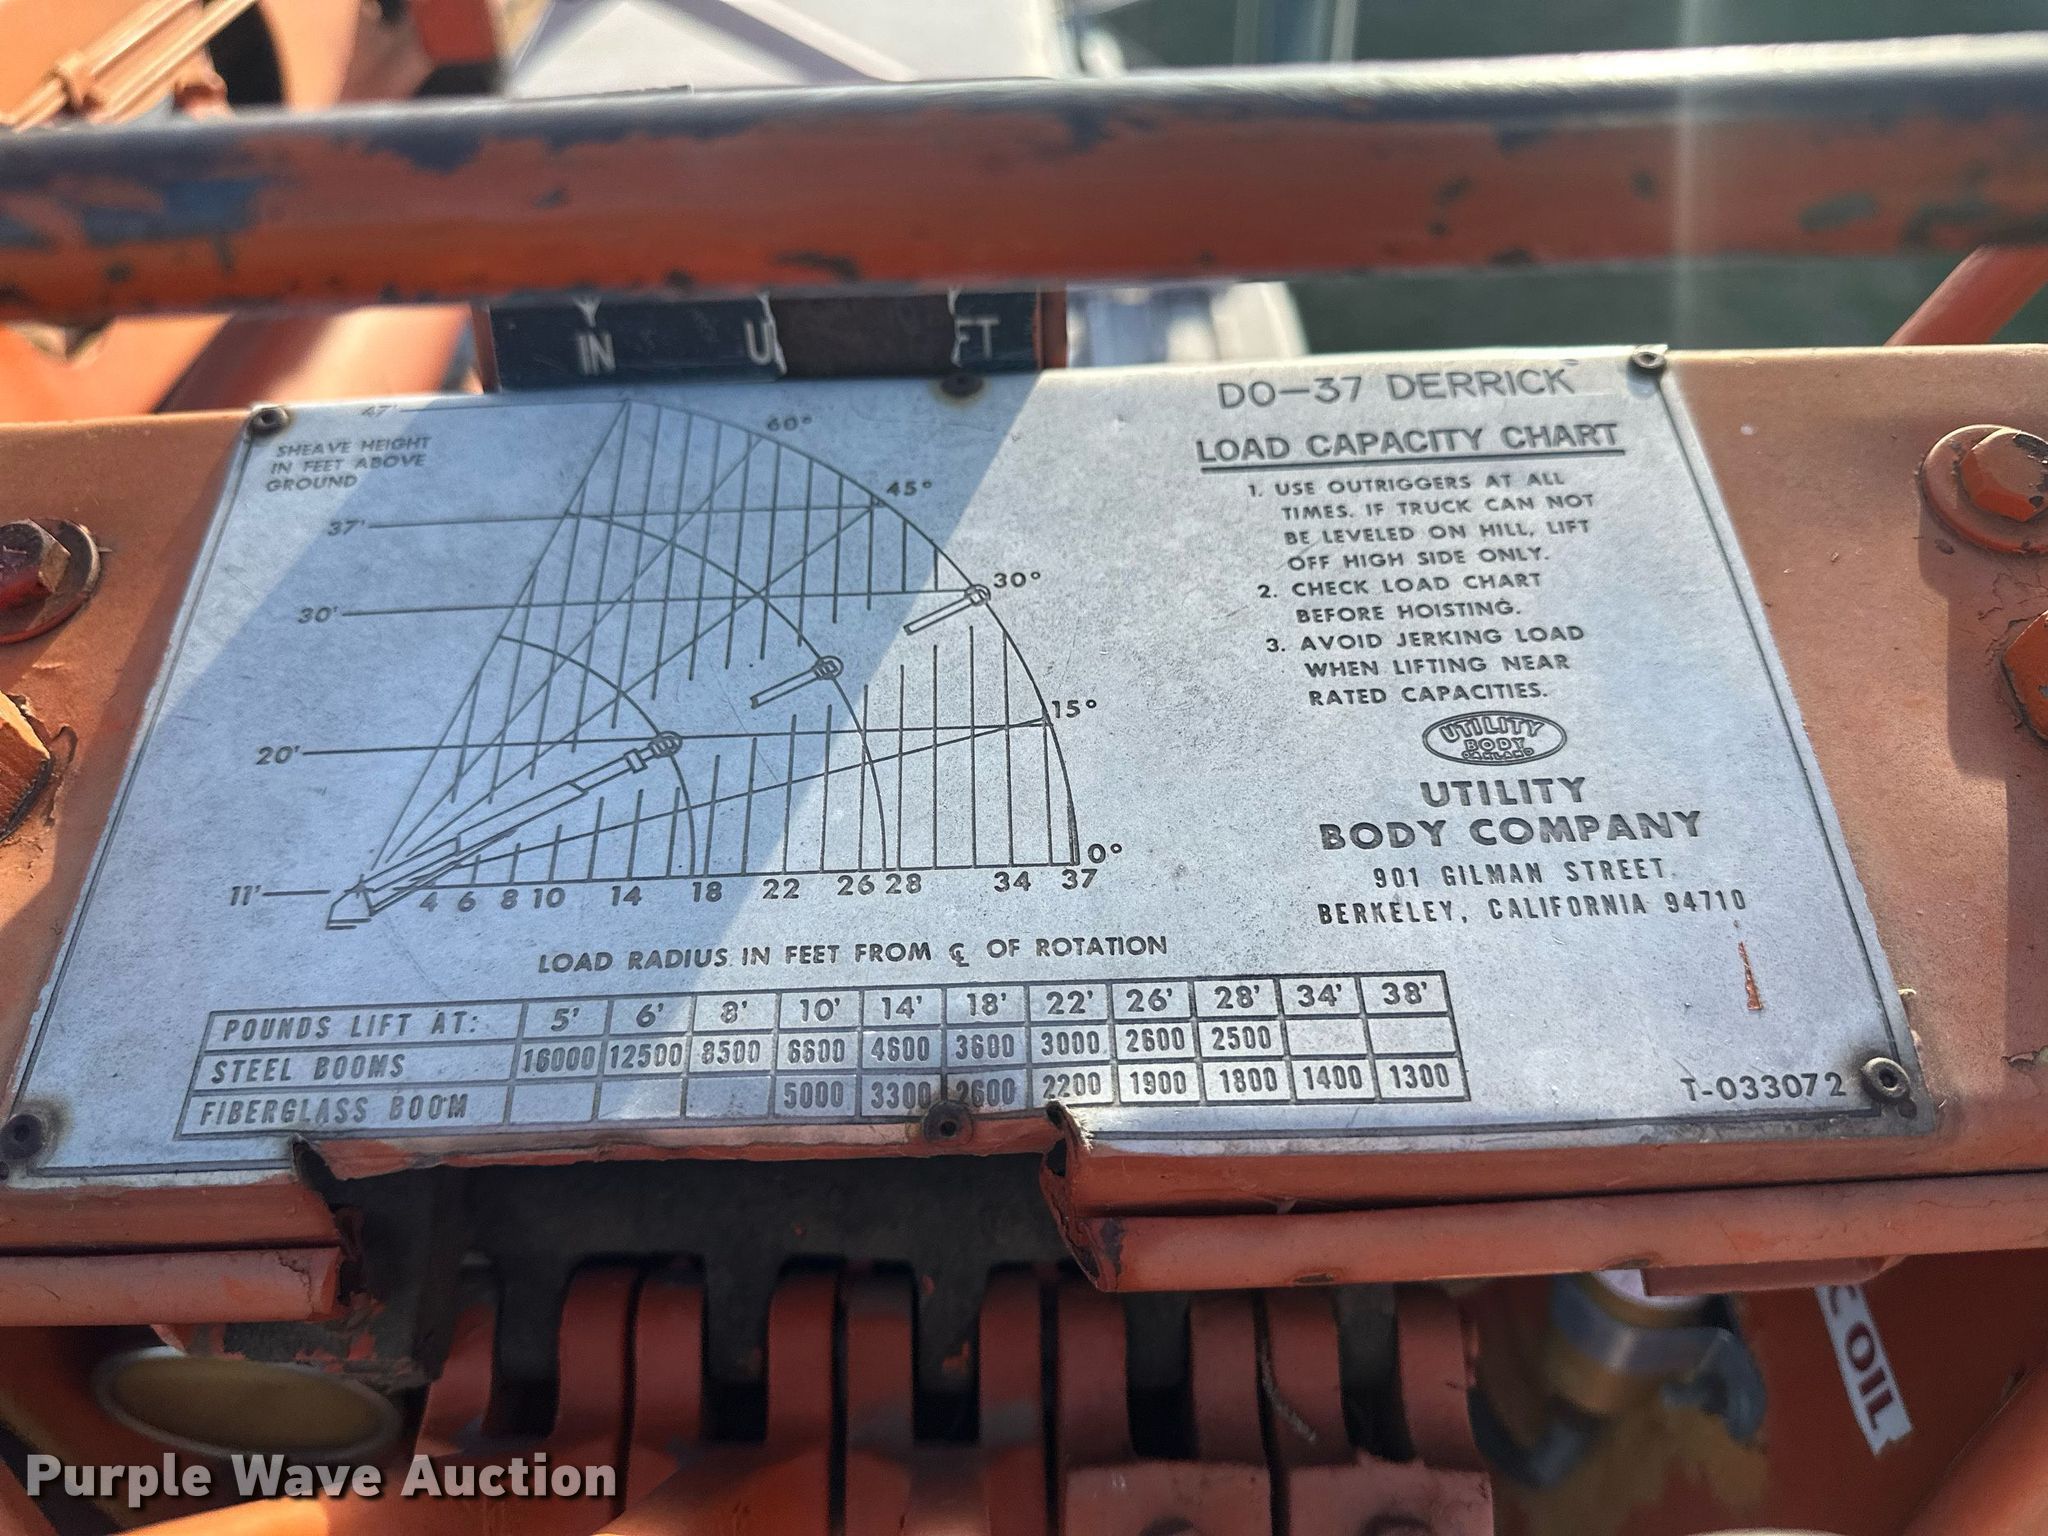 IN
FT
DO-37 DERRICK
LOAD CAPACITY CHART
1. USE OUTRIGGERS AT ALL
TIMES. IF TRUCK CAN NOT
BE LEVELED ON HILL, LIFT
OFF HIGH SIDE ONLY.
2. CHECK LOAD CHART
BEFORE HOISTING.
3. AVOID JERKING LOAD
WHEN LIFTING NEAR
RATED CAPACITIES.
UTILITY
BODY
OAKLAND
UTILITY
BODY COMPANY
901 GILMAN STREET.
BERKELEY, CALIFORNIA 94710
SHEAVE HEIGHT
IN FEET ABOVE
GROUND
47'
60°
45°
37'
30°
30'
15°
20'
0°
11'
4 6 8 10 14 18 22 26 28 34 37
LOAD RADIUS IN FEET FROM ℄ OF ROTATION
POUNDS LIFT AT: 5' 6' 8' 10' 14' 18' 22' 26' 28' 34' 38'
STEEL BOOMS 16000 12500 8500 6600 4600 3600 3000 2600 2500
FIBERGLASS BOOM 5000 3300 2600 2200 1900 1800 1400 1300
T-033072
OIL
Purple Wave Auction